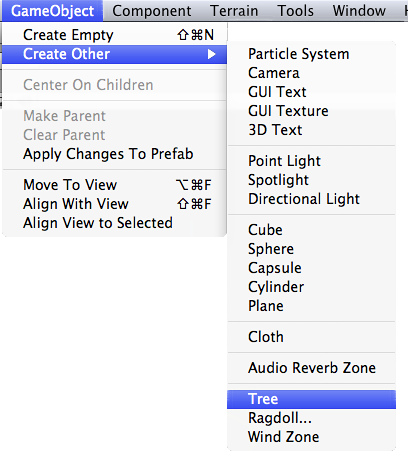 GameObject Component Terrain Tools Window H
Create Empty ⇧⌘N
Create Other ▶
Center On Children
Make Parent
Clear Parent
Apply Changes To Prefab
Move To View ⌥⌘F
Align With View ⇧⌘F
Align View to Selected
Particle System
Camera
GUI Text
GUI Texture
3D Text
Point Light
Spotlight
Directional Light
Cube
Sphere
Capsule
Cylinder
Plane
Cloth
Audio Reverb Zone
Tree
Ragdoll...
Wind Zone